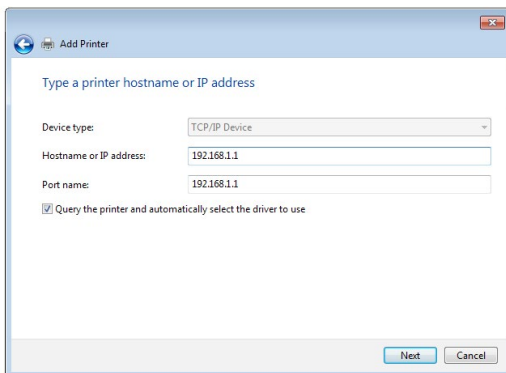 Add Printer
Type a printer hostname or IP address
Device type: TCP/IP Device
Hostname or IP address: 192.168.1.1
Port name: 192.168.1.1
Query the printer and automatically select the driver to use
Next Cancel